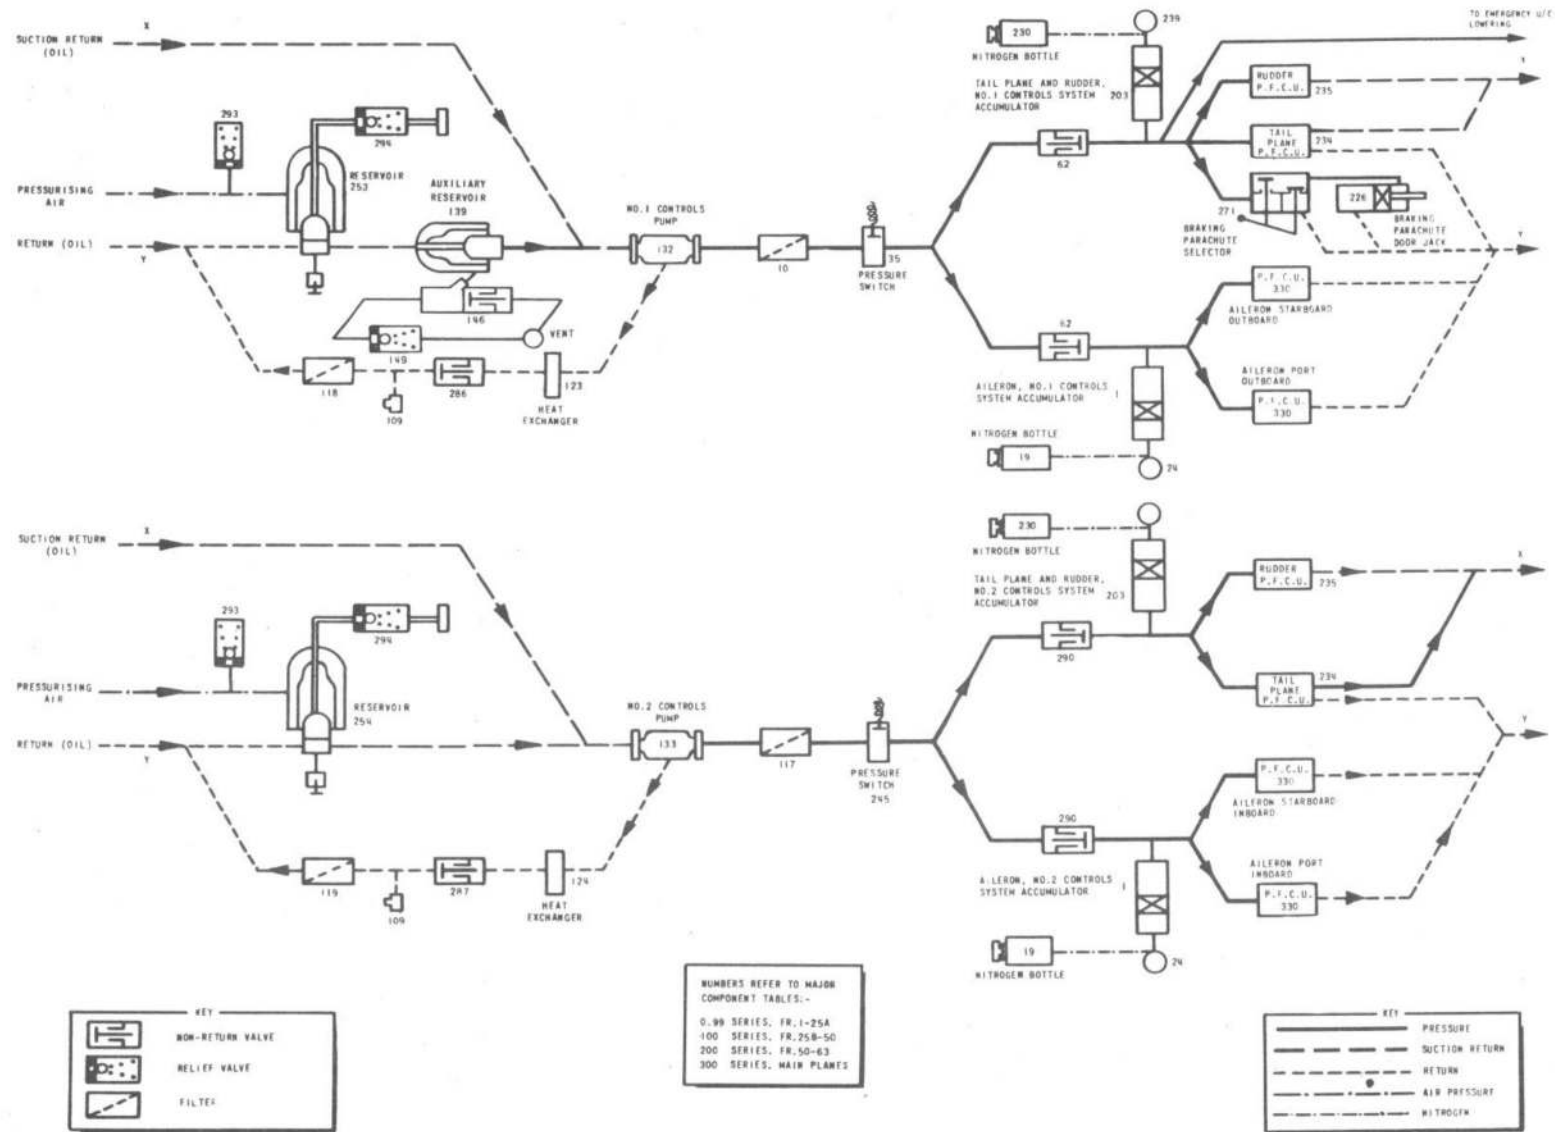 X
SUCTION RETURN
(OIL)
293
294
RESERVOIR
253
PRESSURISING
AIR
AUXILIARY
RESERVOIR
139
RETURN (OIL)
Y
146
149
VENT
118
109
286
123
HEAT
EXCHANGER
NO.1 CONTROLS
PUMP
132
10
35
PRESSURE
SWITCH
62
62
230
NITROGEN BOTTLE
239
TAIL PLANE AND RUDDER,
NO.1 CONTROLS SYSTEM
ACCUMULATOR
203
TO EMERGENCY U/C
LOWERING
Y
RUDDER
P.F.C.U.
235
TAIL
PLANE
P.F.C.U.
234
271
BRAKING
PARACHUTE
SELECTOR
226
BRAKING
PARACHUTE
DOOR JACK
Y
P.F.C.U.
330
AILERON STARBOARD
OUTBOARD
AILERON PORT
OUTBOARD
P.F.C.U.
330
AILERON, NO.1 CONTROLS
SYSTEM ACCUMULATOR
1
NITROGEN BOTTLE
19
24
X
SUCTION RETURN
(OIL)
293
294
RESERVOIR
254
PRESSURISING
AIR
RETURN (OIL)
Y
119
109
287
124
HEAT
EXCHANGER
NO.2 CONTROLS
PUMP
133
117
PRESSURE
SWITCH
245
290
290
230
NITROGEN BOTTLE
TAIL PLANE AND RUDDER,
NO.2 CONTROLS SYSTEM
ACCUMULATOR
203
RUDDER
P.F.C.U.
235
X
TAIL
PLANE
P.F.C.U.
234
Y
P.F.C.U.
330
AILERON STARBOARD
INBOARD
AILERON PORT
INBOARD
P.F.C.U.
330
AILERON, NO.2 CONTROLS
SYSTEM ACCUMULATOR
1
19
NITROGEN BOTTLE
24
KEY
NON-RETURN VALVE
RELIEF VALVE
FILTER
NUMBERS REFER TO MAJOR
COMPONENT TABLES:-
0.99 SERIES, FR.1-25A
100 SERIES, FR.25B-50
200 SERIES, FR.50-63
300 SERIES, MAIN PLANES
KEY
PRESSURE
SUCTION RETURN
RETURN
AIR PRESSURE
NITROGEN